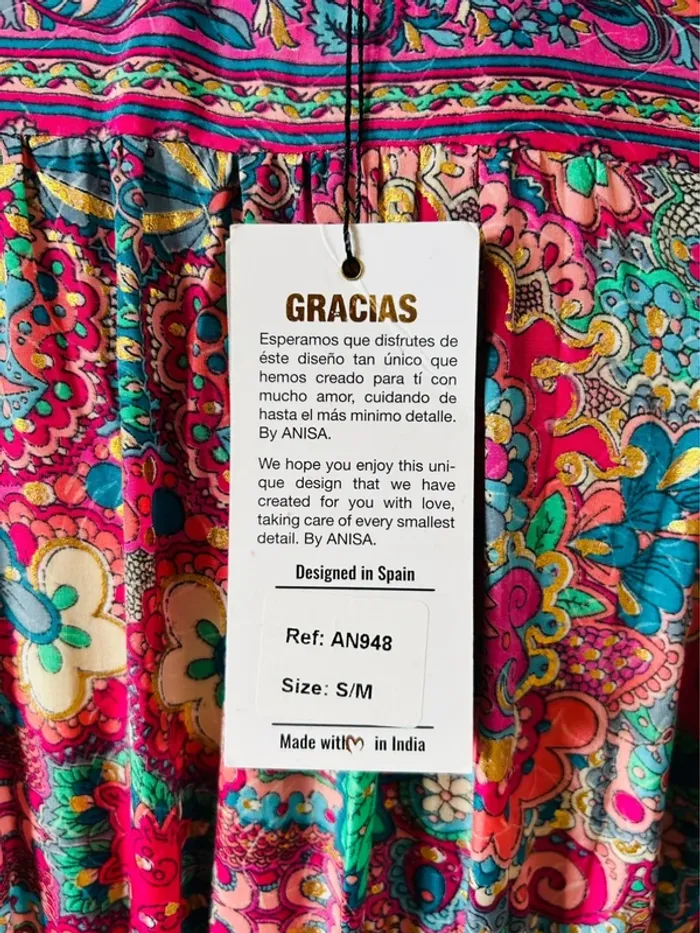 GRACIAS
Esperamos que disfrutes de
éste diseño tan único que
hemos creado para tí con
mucho amor, cuidando de
hasta el más minimo detalle.
By ANISA.
We hope you enjoy this uni-
que design that we have
created for you with love,
taking care of every smallest
detail. By ANISA.
Designed in Spain
Ref: AN948
Size: S/M
Made with in India